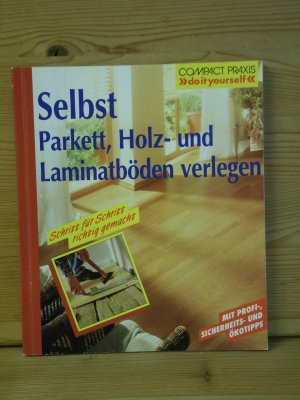 COMPACT PRAXIS
»do it yourself«
Selbst
Parkett, Holz- und
Laminatböden verlegen
Schritt für Schritt
richtig gemacht
MIT PROFI-,
SICHERHEITS- UND
ÖKOTIPPS